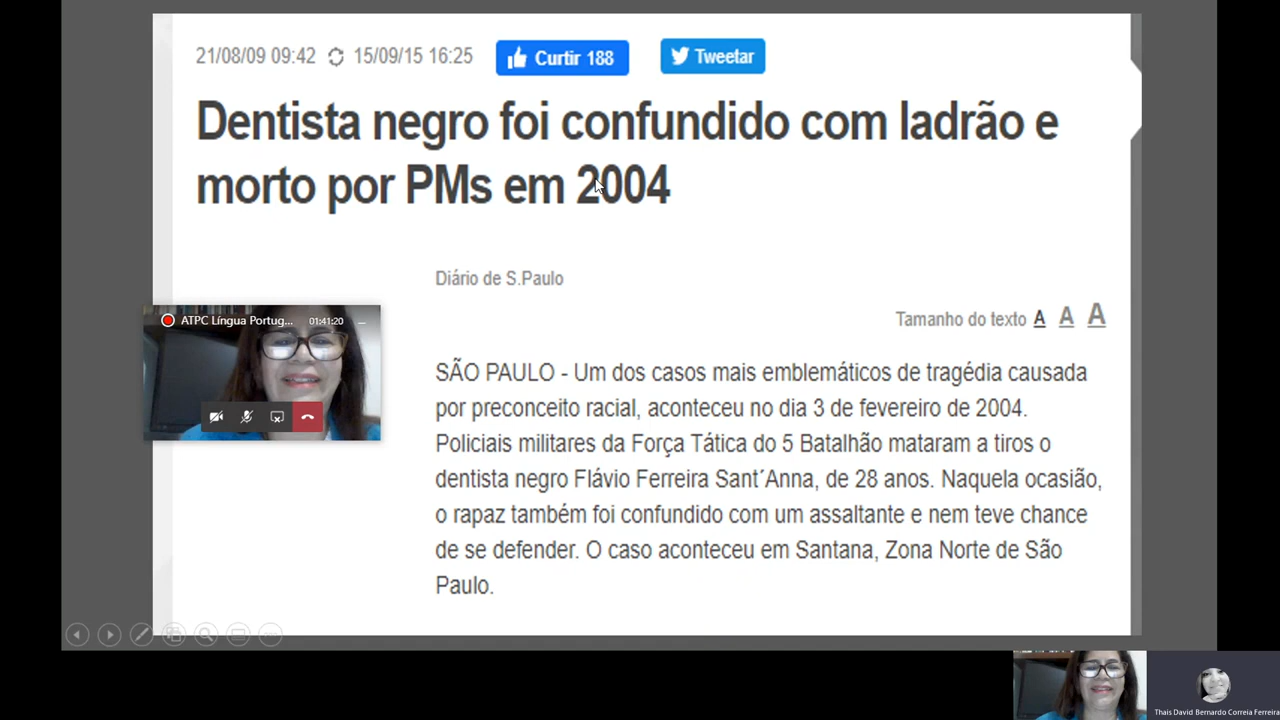 21/08/09 09:42 15/09/15 16:25 Curtir 188 Tweetar
Dentista negro foi confundido com ladrão e
morto por PMs em 2004
Diário de S.Paulo
Tamanho do texto A A A
ATPC Língua Portug... 01:41:20
SÃO PAULO - Um dos casos mais emblemáticos de tragédia causada
por preconceito racial, aconteceu no dia 3 de fevereiro de 2004.
Policiais militares da Força Tática do 5 Batalhão mataram a tiros o
dentista negro Flávio Ferreira Sant´Anna, de 28 anos. Naquela ocasião,
o rapaz também foi confundido com um assaltante e nem teve chance
de se defender. O caso aconteceu em Santana, Zona Norte de São
Paulo.
Thais David Bernardo Correia Ferreira